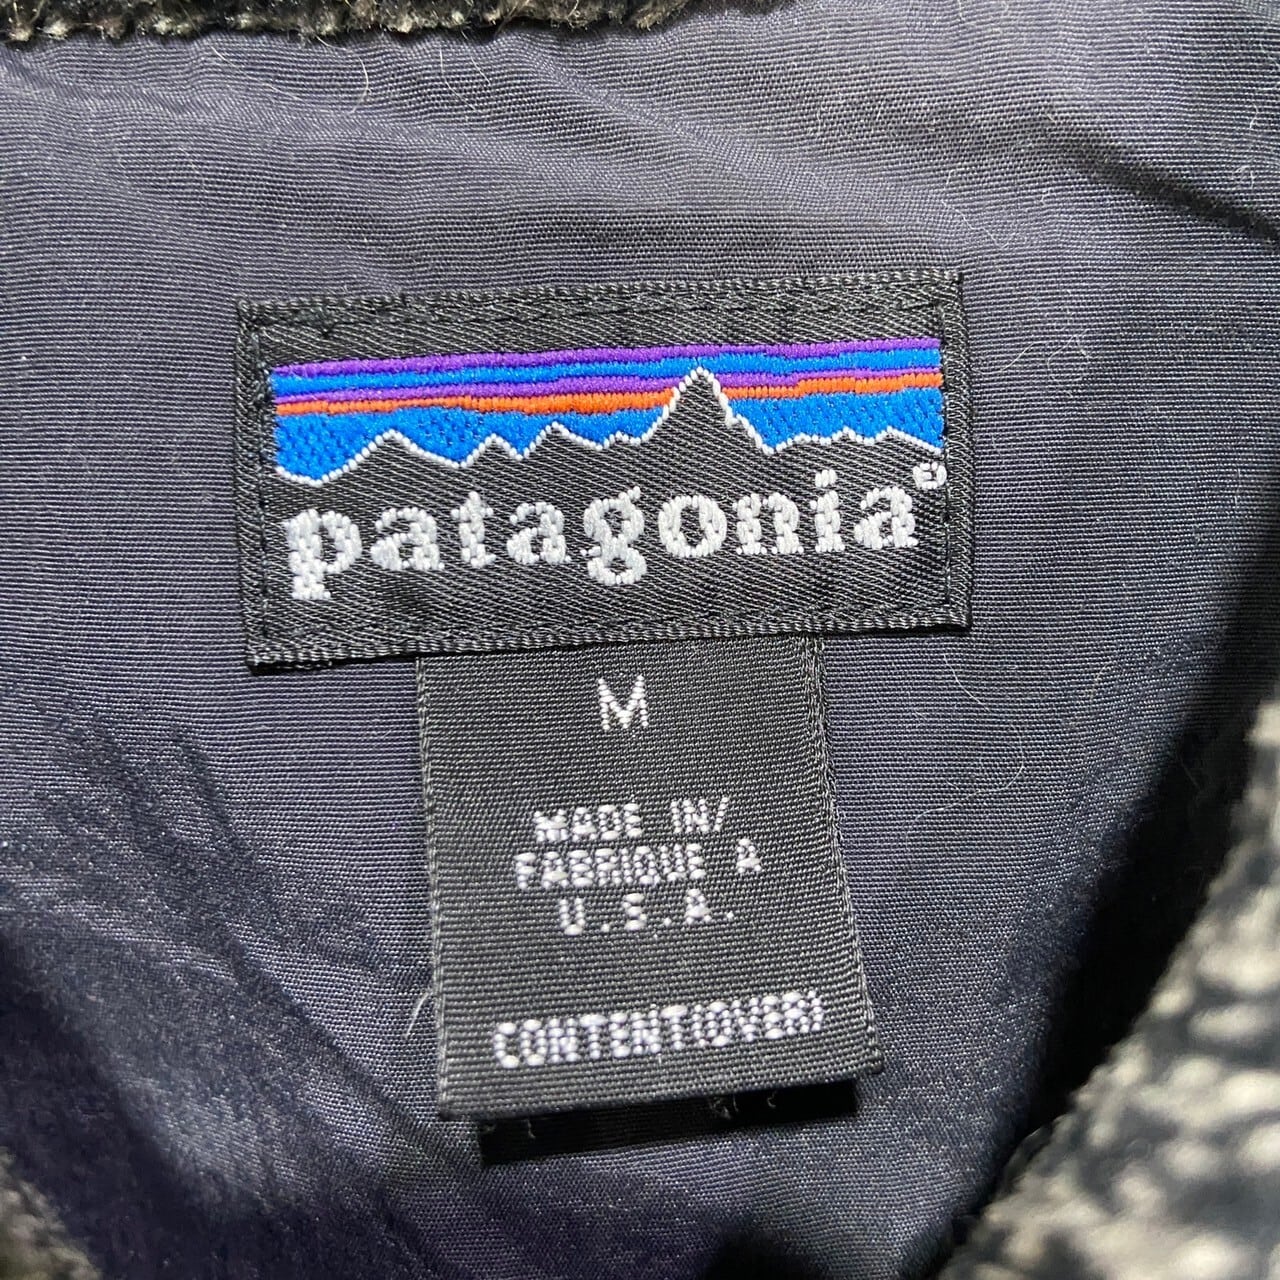 patagonia®
M
MADE IN/
FABRIQUE A
U.S.A.
CONTENT(OVER)